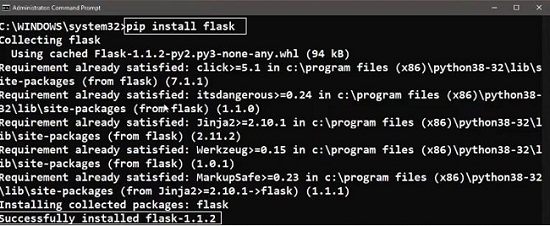 Administrator: Command Prompt
C:\WINDOWS\system32>pip install flask
Collecting flask
Using cached Flask-1.1.2-py2.py3-none-any.whl (94 kB)
Requirement already satisfied: click>=5.1 in c:\program files (x86)\python38-32\lib\s
ite-packages (from flask) (7.1.1)
Requirement already satisfied: itsdangerous>=0.24 in c:\program files (x86)\python38-
32\lib\site-packages (from flask) (1.1.0)
Requirement already satisfied: Jinja2>=2.10.1 in c:\program files (x86)\python38-32\l
ib\site-packages (from flask) (2.11.2)
Requirement already satisfied: Werkzeug>=0.15 in c:\program files (x86)\python38-32\l
ib\site-packages (from flask) (1.0.1)
Requirement already satisfied: MarkupSafe>=0.23 in c:\program files (x86)\python38-32
\lib\site-packages (from Jinja2>=2.10.1->flask) (1.1.1)
Installing collected packages: flask
Successfully installed flask-1.1.2